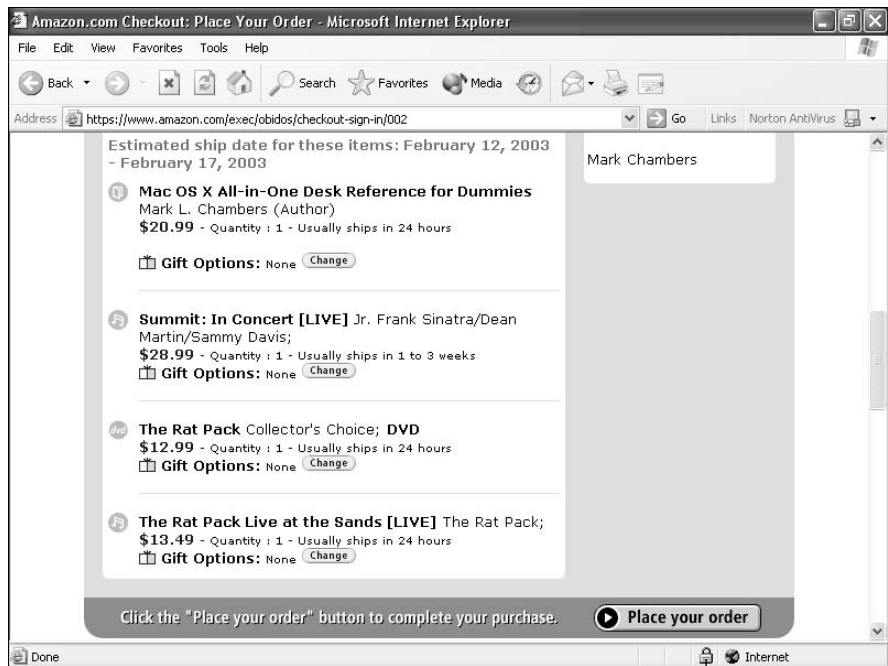 Amazon.com Checkout: Place Your Order - Microsoft Internet Explorer
File Edit View Favorites Tools Help
Back Search Favorites Media
Address https://www.amazon.com/exec/obidos/checkout-sign-in/002 Go Links Norton AntiVirus
Estimated ship date for these items: February 12, 2003
- February 17, 2003
Mark Chambers
Mac OS X All-in-One Desk Reference for Dummies
Mark L. Chambers (Author)
$20.99 - Quantity : 1 - Usually ships in 24 hours
Gift Options: None Change
Summit: In Concert [LIVE] Jr. Frank Sinatra/Dean
Martin/Sammy Davis;
$28.99 - Quantity : 1 - Usually ships in 1 to 3 weeks
Gift Options: None Change
dvd The Rat Pack Collector's Choice; DVD
$12.99 - Quantity : 1 - Usually ships in 24 hours
Gift Options: None Change
The Rat Pack Live at the Sands [LIVE] The Rat Pack;
$13.49 - Quantity : 1 - Usually ships in 24 hours
Gift Options: None Change
Click the "Place your order" button to complete your purchase. Place your order
Done Internet